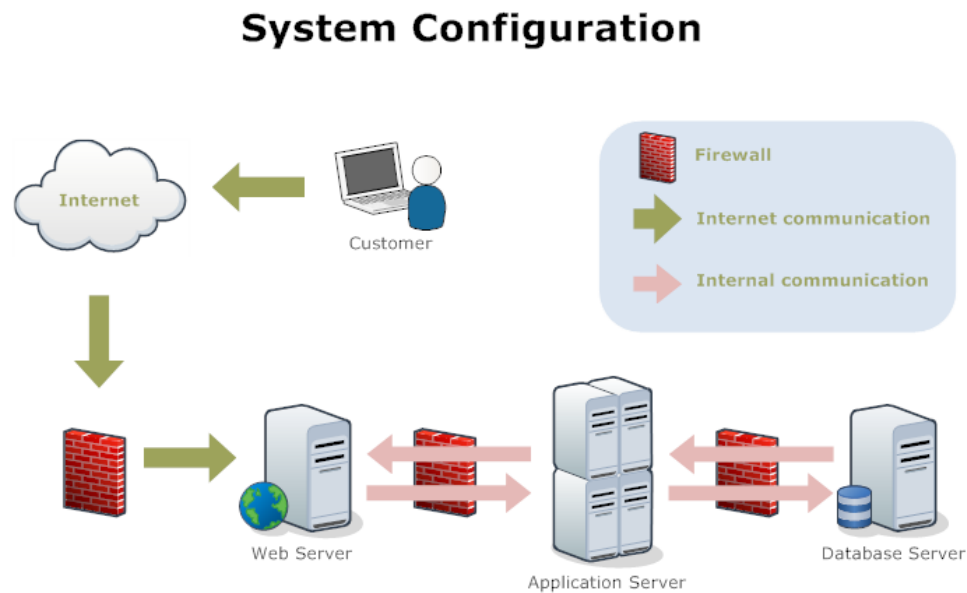 System Configuration
Internet
Customer
Firewall
Internet communication
Internal communication
Web Server
Application Server
Database Server